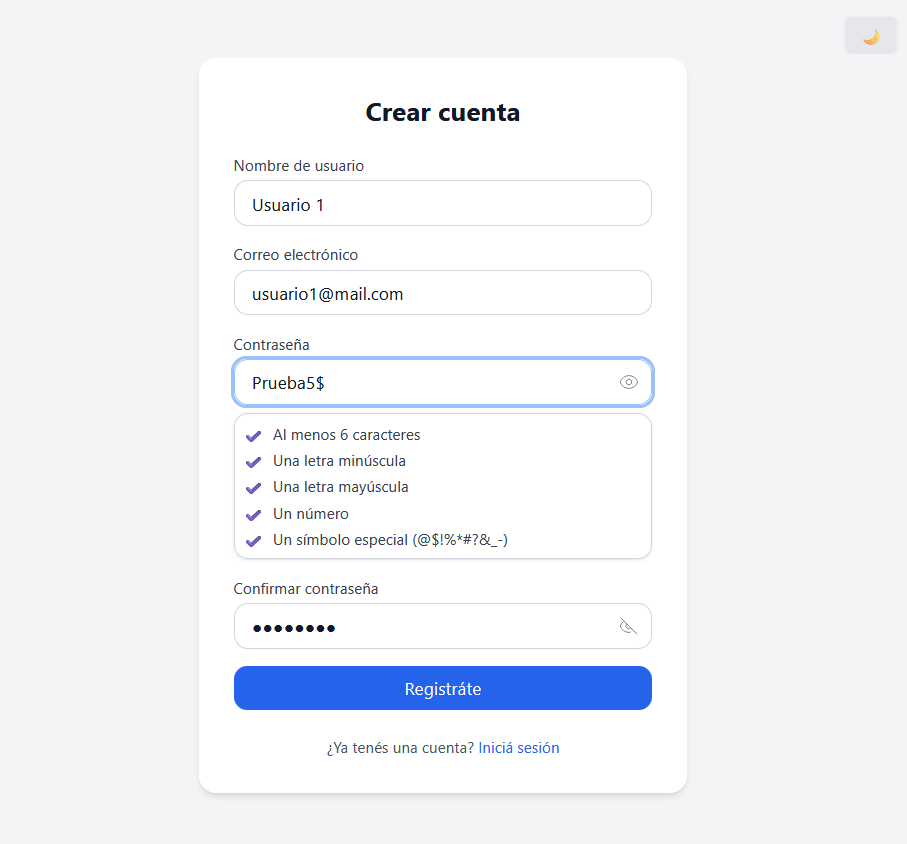 Crear cuenta
Nombre de usuario
Usuario 1
Correo electrónico
usuario1@mail.com
Contraseña
Prueba5$
Al menos 6 caracteres
Una letra minúscula
Una letra mayúscula
Un número
Un símbolo especial (@$!%*#?&_-)
Confirmar contraseña
••••••••
Registráte
¿Ya tenés una cuenta? Iniciá sesión